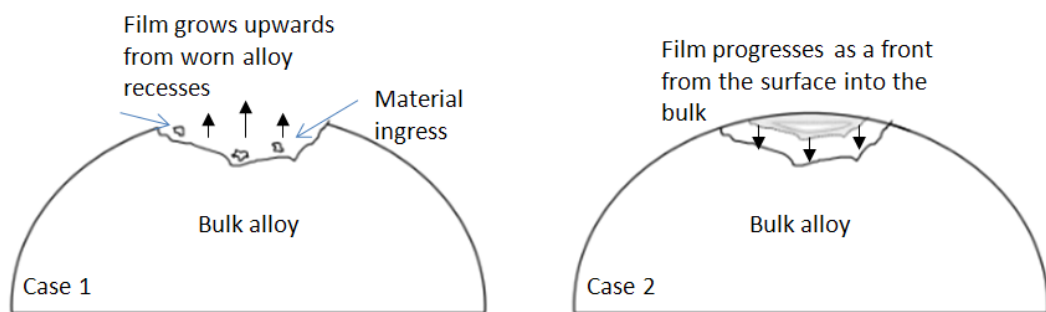 Film grows upwards
from worn alloy
recesses
Material
ingress
Bulk alloy
Case 1
Film progresses as a front
from the surface into the
bulk
Bulk alloy
Case 2